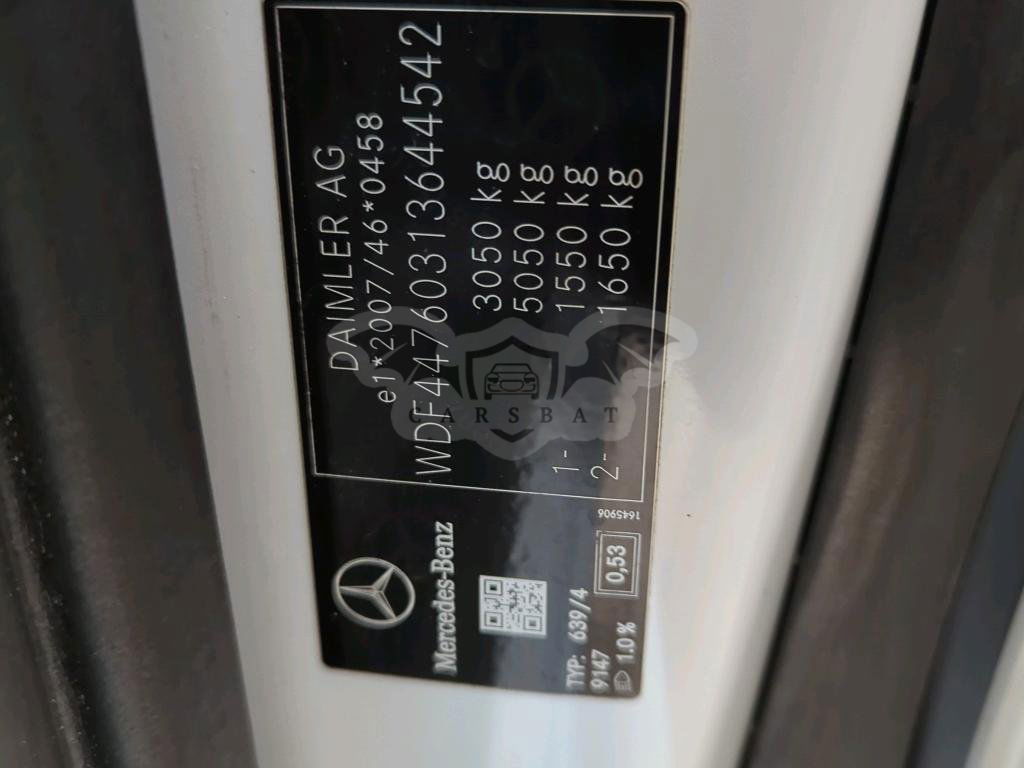 DAIMLER AG
e1*2007/46*0458
WDF44760313644542
3050 kg
5050 kg
1- 1550 kg
2- 1650 kg
1645906
Mercedes-Benz
TYP: 639/4
9147
0,53
1.0%
CARSBAT